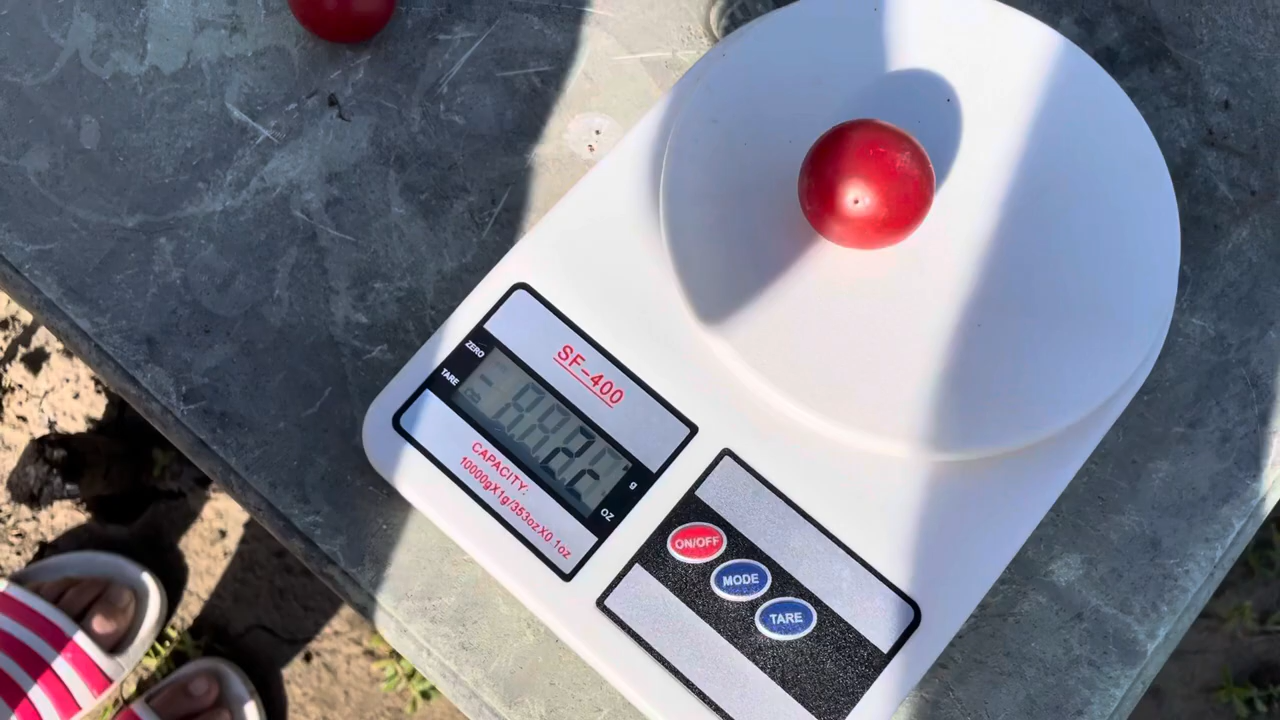 SF-400
ZERO
TARE
g
OZ
CAPACITY:
10000gX1g/353ozX0 1oz
ON/OFF
MODE
TARE